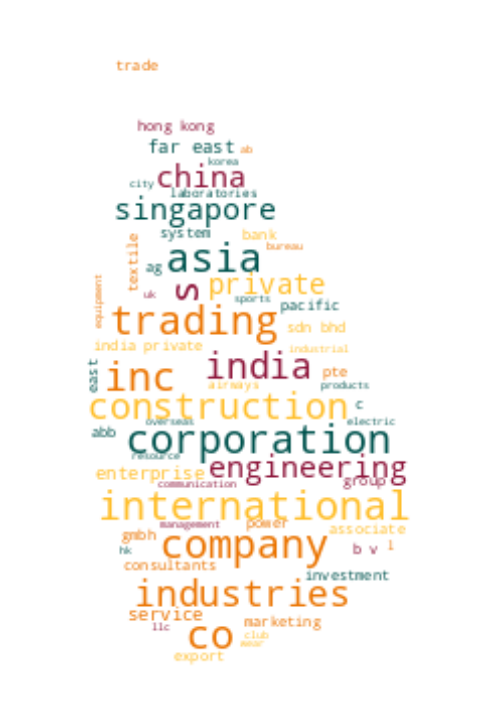 trade
hong kong
far east ab
korea
city china
laboratories
singapore
system bank
asia bureau
textile
ag
s private
uk sports
equipment
pacific
trading sdn bhd
india private industrial
india
east inc pte
airways products
construction c
overseas electric
abb corporation
resource
enterprise engineering
communication group
international
management power
gmbh company associate
hk b v l
consultants
investment
industries
service
llc co marketing
club
wear
export